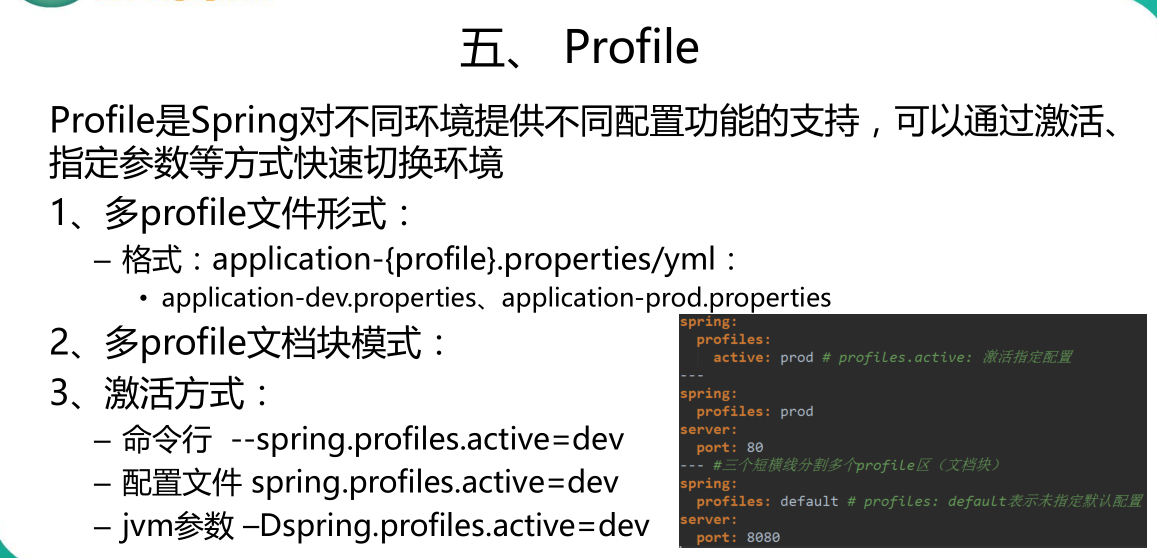 五、 Profile
Profile是Spring对不同环境提供不同配置功能的支持，可以通过激活、
指定参数等方式快速切换环境
1、多profile文件形式：
– 格式：application-{profile}.properties/yml：
• application-dev.properties、application-prod.properties
2、多profile文档块模式：
3、激活方式：
– 命令行 --spring.profiles.active=dev
– 配置文件 spring.profiles.active=dev
– jvm参数 –Dspring.profiles.active=dev
spring:
profiles:
active: prod # profiles.active: 激活指定配置
---
spring:
profiles: prod
server:
port: 80
--- #三个短横线分割多个profile区（文档块）
spring:
profiles: default # profiles: default表示未指定默认配置
server:
port: 8080